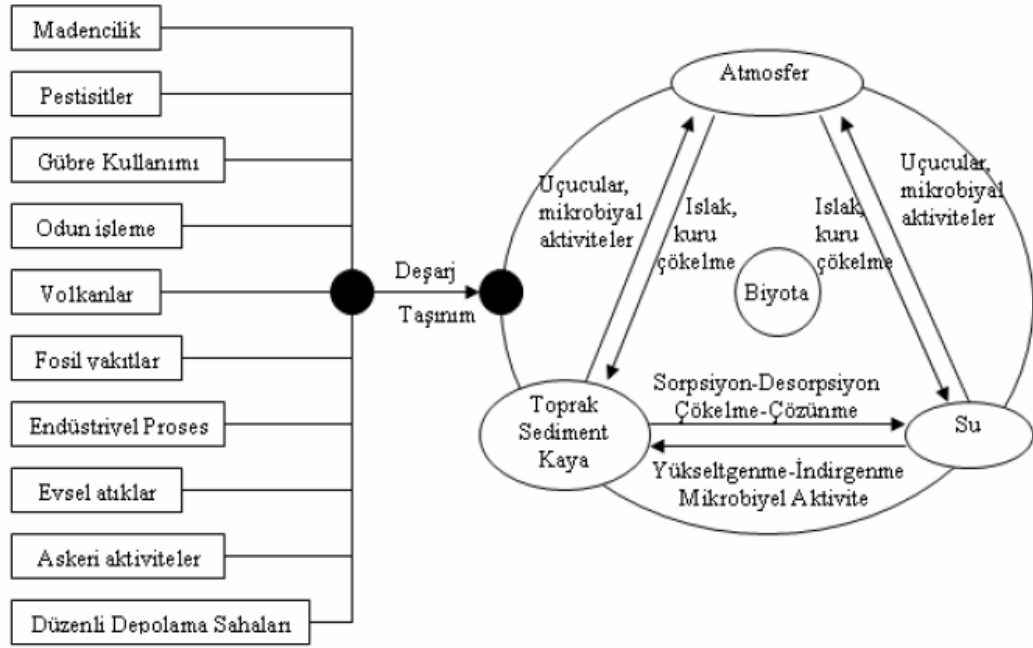 Madencilik
Pestisitler
Gübre Kullanımı
Odun işleme
Volkanlar
Fosil yakıtlar
Endüstriyel Proses
Evsel atıklar
Askeri aktiviteler
Düzenli Depolama Sahaları
Deşarj
Taşınım
Atmosfer
Uçucular,
mikrobiyal
aktiviteler
Islak,
kuru
çökelme
Islak,
kuru
çökelme
Uçucular,
mikrobiyal
aktiviteler
Biyota
Toprak
Sediment
Kaya
Sorpsiyon-Desorpsiyon
Çökelme-Çözünme
Su
Yükseltgenme-İndirgenme
Mikrobiyel Aktivite